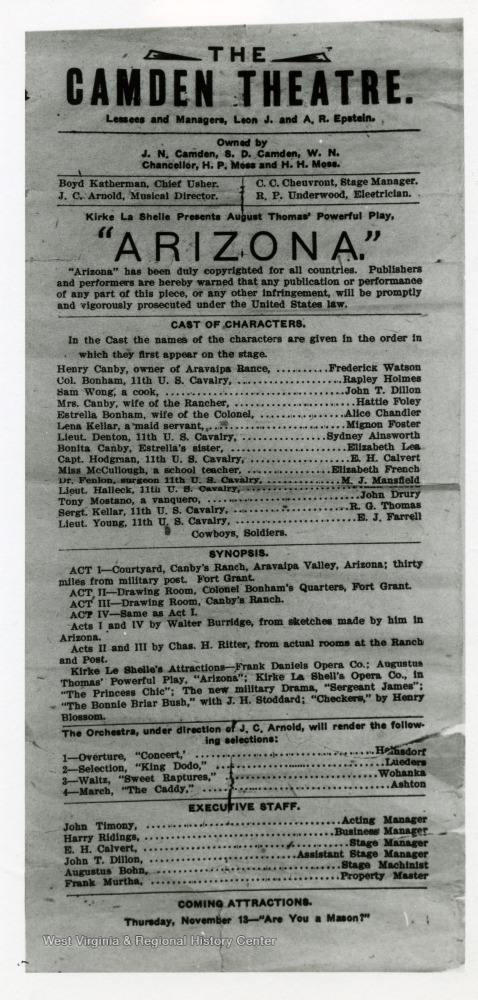 THE
CAMDEN THEATRE.
Lessees and Managers, Leon J. and A. R. Epstein.
Owned by
J. N. Camden, S. D. Camden, W. N.
Chancellor, H. P. Moss and H. H. Moss.
Boyd Katherman, Chief Usher. C. C. Cheuvront, Stage Manager.
J. C. Arnold, Musical Director. R. P. Underwood, Electrician.
Kirke La Shelle Presents August Thomas' Powerful Play,
"ARIZONA."
"Arizona" has been duly copyrighted for all countries. Publishers
and performers are hereby warned that any publication or performance
of any part of this piece, or any other infringement, will be promptly
and vigorously prosecuted under the United States law.
CAST OF CHARACTERS.
In the Cast the names of the characters are given in the order in
which they first appear on the stage.
Henry Canby, owner of Aravaipa Rance, ..........Frederick Watson
Col. Bonham, 11th U. S. Cavalry, ....................Rapley Holmes
Sam Wong, a cook, ...................................John T. Dillon
Mrs. Canby, wife of the Rancher, .....................Hattie Foley
Estrella Bonham, wife of the Colonel, ................Alice Chandler
Lena Kellar, a maid servant, .........................Mignon Foster
Lieut. Denton, 11th U. S. Cavalry, .................Sydney Ainsworth
Bonita Canby, Estrella's sister, ......................Elizabeth Lea
Capt. Hodgman, 11th U. S. Cavalry, ..................E. H. Calvert
Miss McCullough, a school teacher, ................Elizabeth French
Dr. Fenlon, surgeon 11th U. S. Cavalry, .............M. J. Mansfield
Lieut. Halleck, 11th U. S. Cavalry,
Tony Mostano, a vanquero, .............................John Drury
Sergt. Kellar, 11th U. S. Cavalry, .....................R. G. Thomas
Lieut. Young, 11th U. S. Cavalry, .....................E. J. Farrell
Cowboys, Soldiers.
SYNOPSIS.
ACT I—Courtyard, Canby's Ranch, Aravaipa Valley, Arizona; thirty
miles from military post. Fort Grant.
ACT II—Drawing Room, Colonel Bonham's Quarters, Fort Grant.
ACT III—Drawing Room, Canby's Ranch.
ACT IV—Same as Act I.
Acts I and IV by Walter Burridge, from sketches made by him in
Arizona.
Acts II and III by Chas. H. Ritter, from actual rooms at the Ranch
and Post.
Kirke Le Shelle's Attractions—Frank Daniels Opera Co.; Augustus
Thomas' Powerful Play, "Arizona"; Kirke La Shell's Opera Co., in
"The Princess Chic"; The new military Drama, "Sergeant James";
"The Bonnie Briar Bush," with J. H. Stoddard; "Checkers," by Henry
Blossom.
The Orchestra, under direction of J. C. Arnold, will render the follow-
ing selections:
1—Overture, "Concert,' ................................
2—Selection, "King Dodo," .............................Lueders
3—Waltz, "Sweet Raptures," ..........................Wohanka
4—March, "The Caddy," ................................Ashton
EXECUTIVE STAFF.
John Timony, ..................................Acting Manager
Harry Ridings, ................................Business Manager
E. H. Calvert, ...................................Stage Manager
John T. Dillon, ..........................Assistant Stage Manager
Augustus Bohn, ................................Stage Machinist
Frank Murtha, .................................Property Master
COMING ATTRACTIONS.
Thursday, November 13—"Are You a Mason?"
West Virginia & Regional History Center